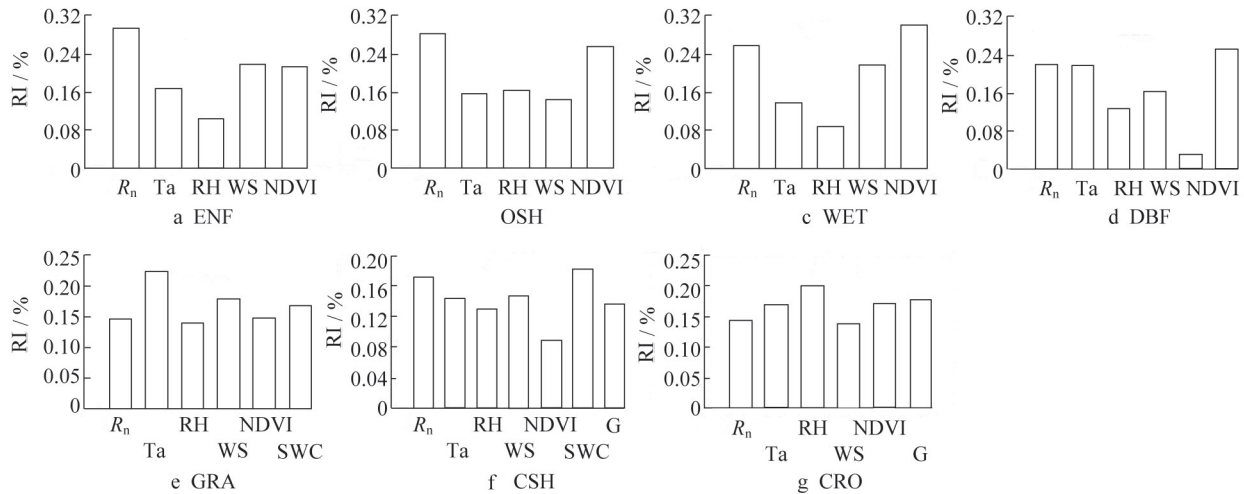 0.32 0.24 0.16 0.08 0 RI / %
Rn Ta RH WS NDVI
a ENF
0.32 0.24 0.16 0.08 0 RI / %
Rn Ta RH WS NDVI
OSH
0.32 0.24 0.16 0.08 0 RI / %
Rn Ta RH WS NDVI
c WET
0.32 0.24 0.16 0.08 0 RI / %
Rn Ta RH WS NDVI
d DBF
0.25 0.20 0.15 0.10 0.05 0 RI / %
Rn RH NDVI
Ta WS SWC
e GRA
0.20 0.16 0.12 0.08 0.04 0 RI / %
Rn RH NDVI G
Ta WS SWC
f CSH
0.25 0.20 0.15 0.10 0.05 0 RI / %
Rn RH NDVI
Ta WS G
g CRO